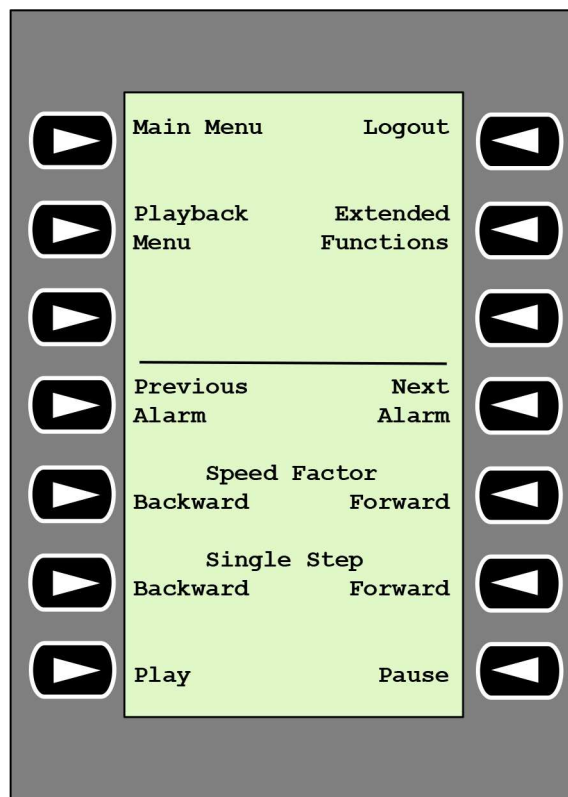 Main Menu Logout
Playback Extended
Menu Functions
Previous Next
Alarm Alarm
Speed Factor
Backward Forward
Single Step
Backward Forward
Play Pause